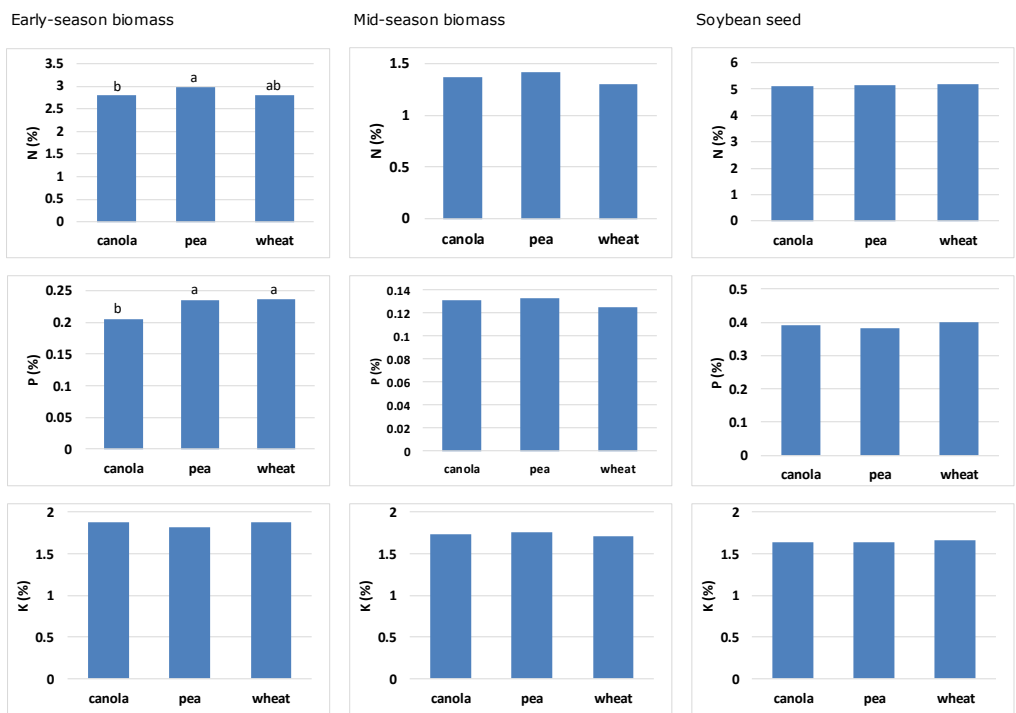 Early-season biomass
Mid-season biomass
Soybean seed
3.5
3
2.5
2
1.5
1
0.5
0
N (%)
b
a
ab
canola pea wheat
1.5
1
0.5
0
N (%)
canola pea wheat
6
5
4
3
2
1
0
N (%)
canola pea wheat
0.25
0.2
0.15
0.1
0.05
0
P (%)
b
a
a
canola pea wheat
0.14
0.12
0.1
0.08
0.06
0.04
0.02
0
P (%)
canola pea wheat
0.5
0.4
0.3
0.2
0.1
0
P (%)
canola pea wheat
2
1.5
1
0.5
0
K (%)
canola pea wheat
2
1.5
1
0.5
0
K (%)
canola pea wheat
2
1.5
1
0.5
0
K (%)
canola pea wheat